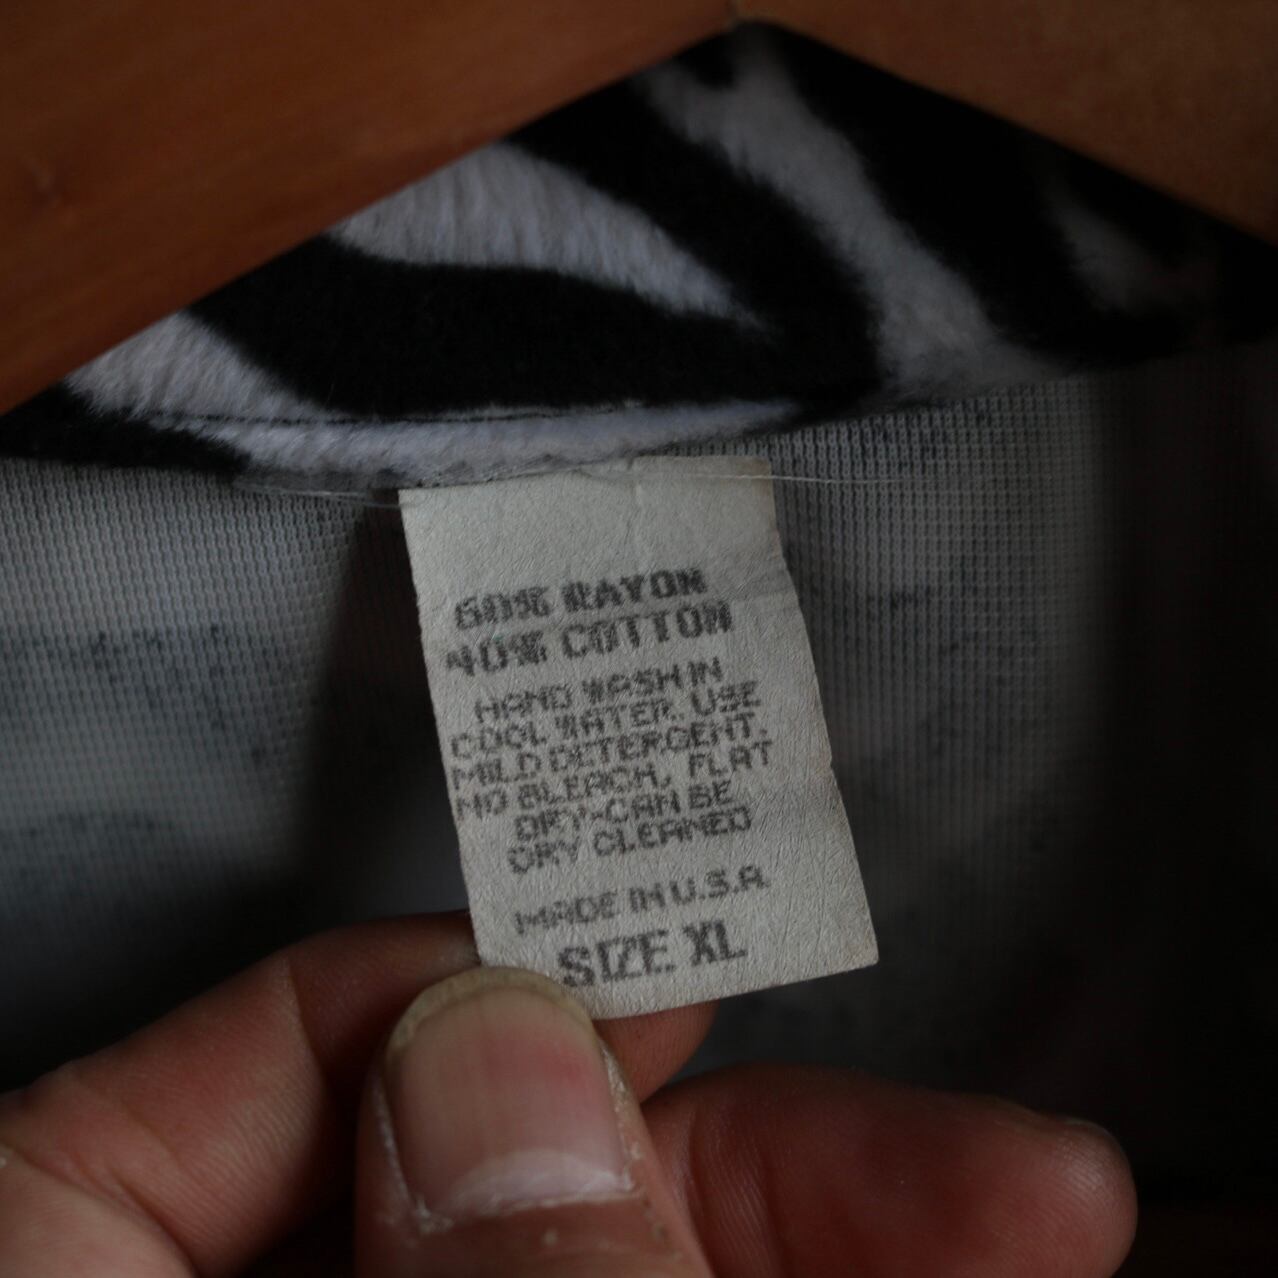 60% RAYON
40% COTTON
HAND WASH IN
COOL WATER. USE
MILD DETERGENT.
NO BLEACH, FLAT
DRY-CAN BE
DRY CLEANED
MADE IN U.S.A
SIZE XL